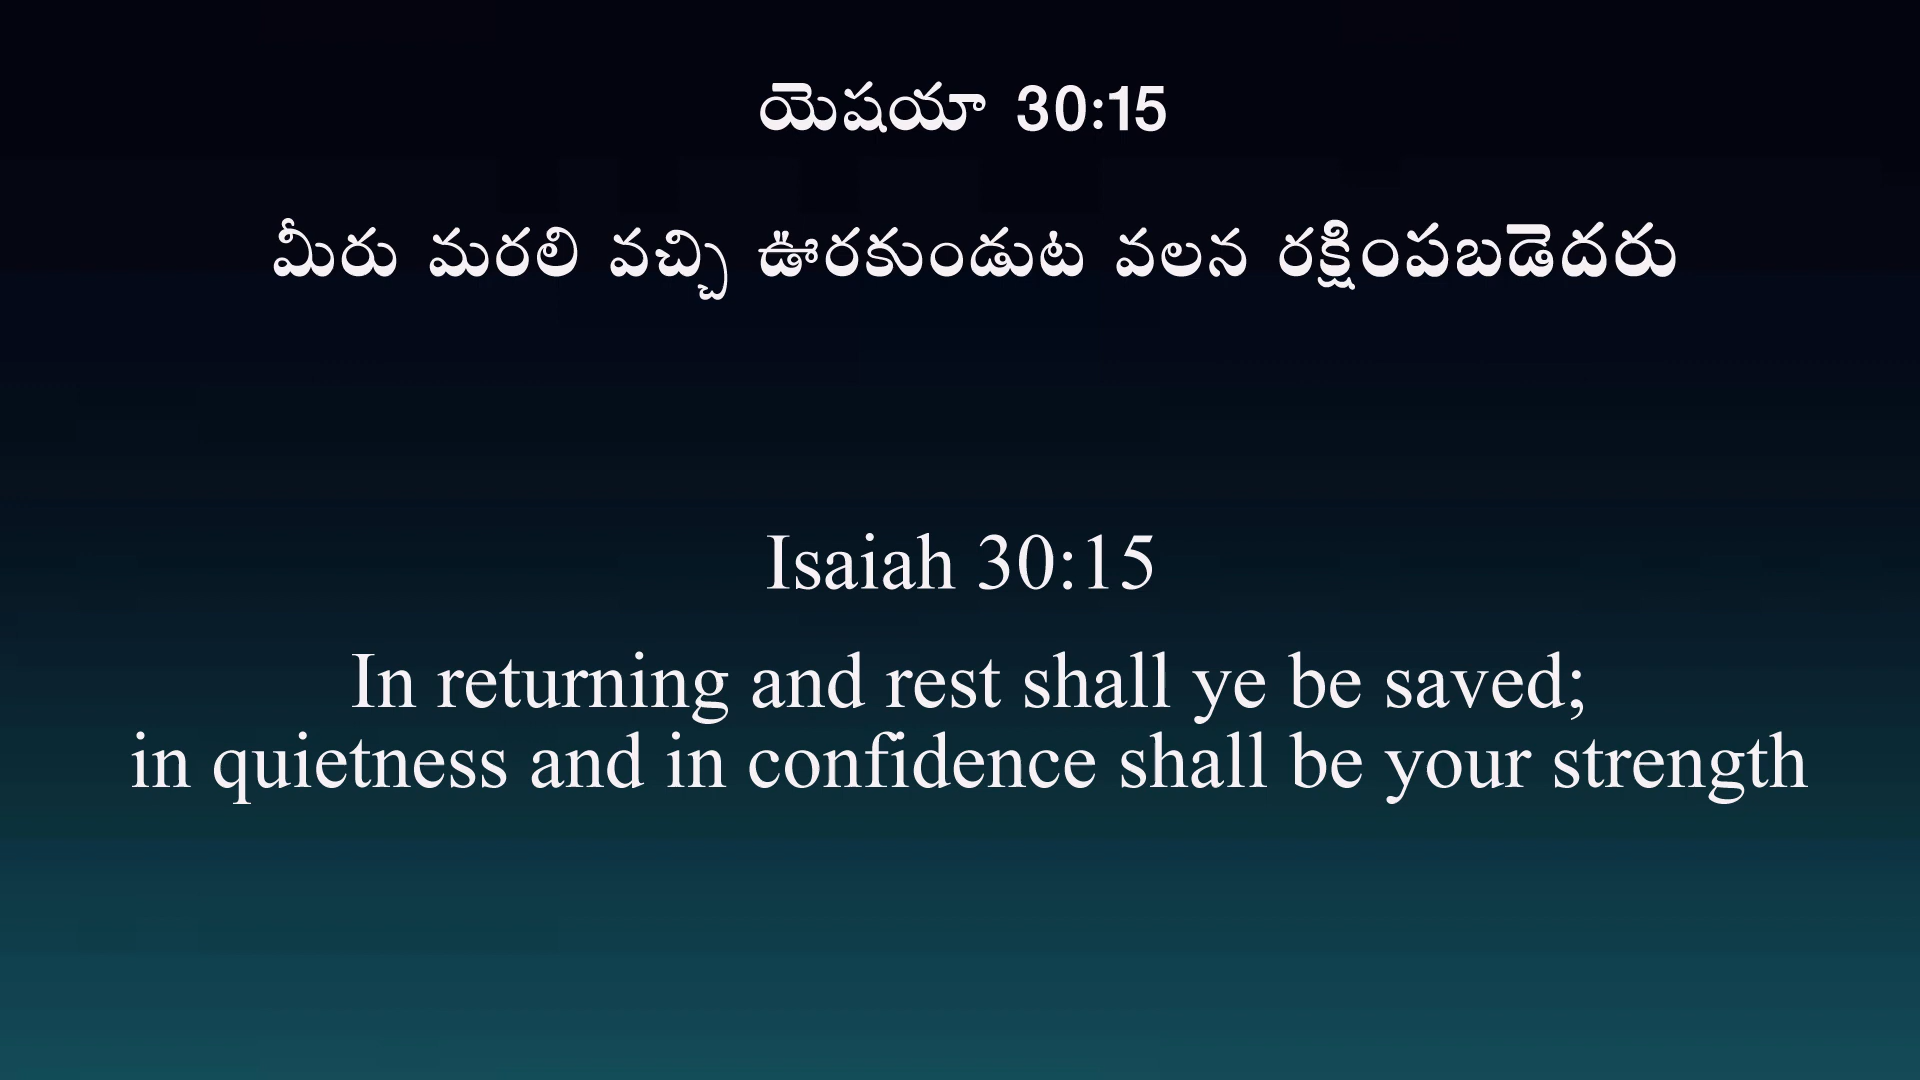 యెషయా 30:15
మీరు మరలి వచ్చి ఊరకుండుట వలన రక్షింపబడెదరు
Isaiah 30:15
In returning and rest shall ye be saved;
in quietness and in confidence shall be your strength